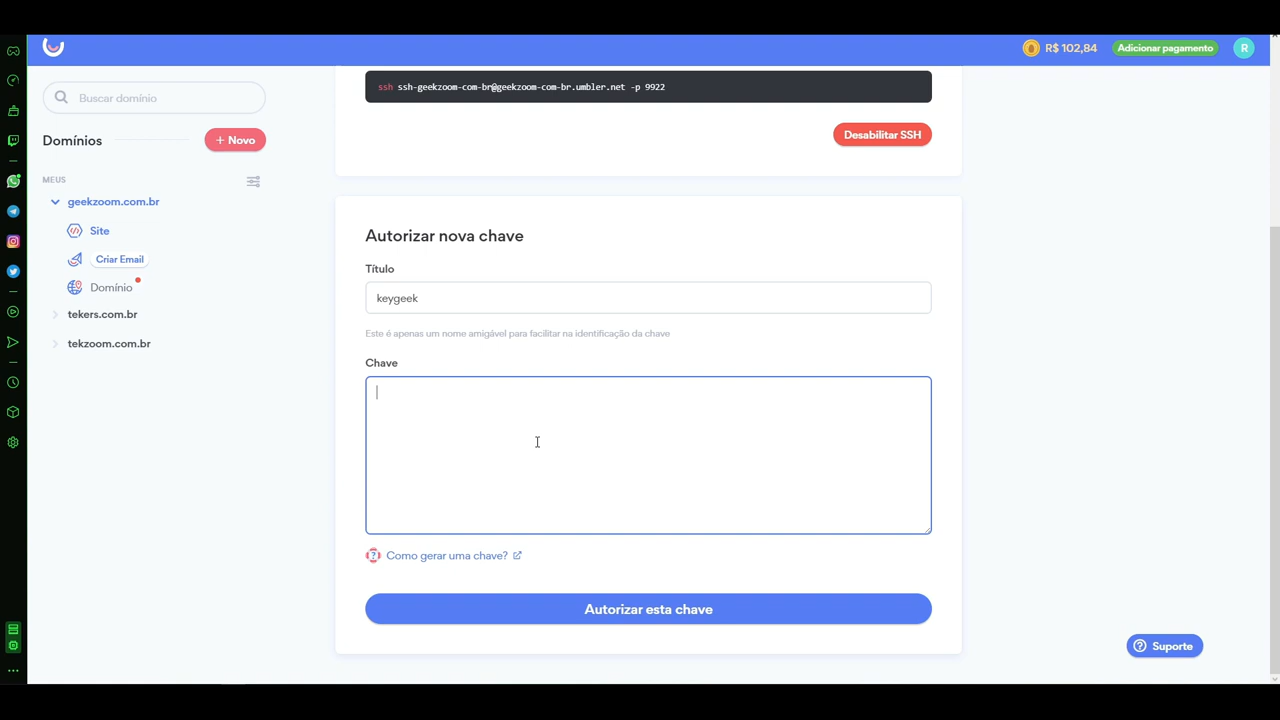 R$ 102,84
Adicionar pagamento
R
Buscar domínio
Domínios
+ Novo
MEUS
geekzoom.com.br
Site
Criar Email
Domínio
tekers.com.br
tekzoom.com.br
ssh ssh-geekzoom-com-br@geekzoom-com-br.umbler.net -p 9922
Desabilitar SSH
Autorizar nova chave
Título
keygeek
Este é apenas um nome amigável para facilitar na identificação da chave
Chave
Como gerar uma chave?
Autorizar esta chave
Suporte